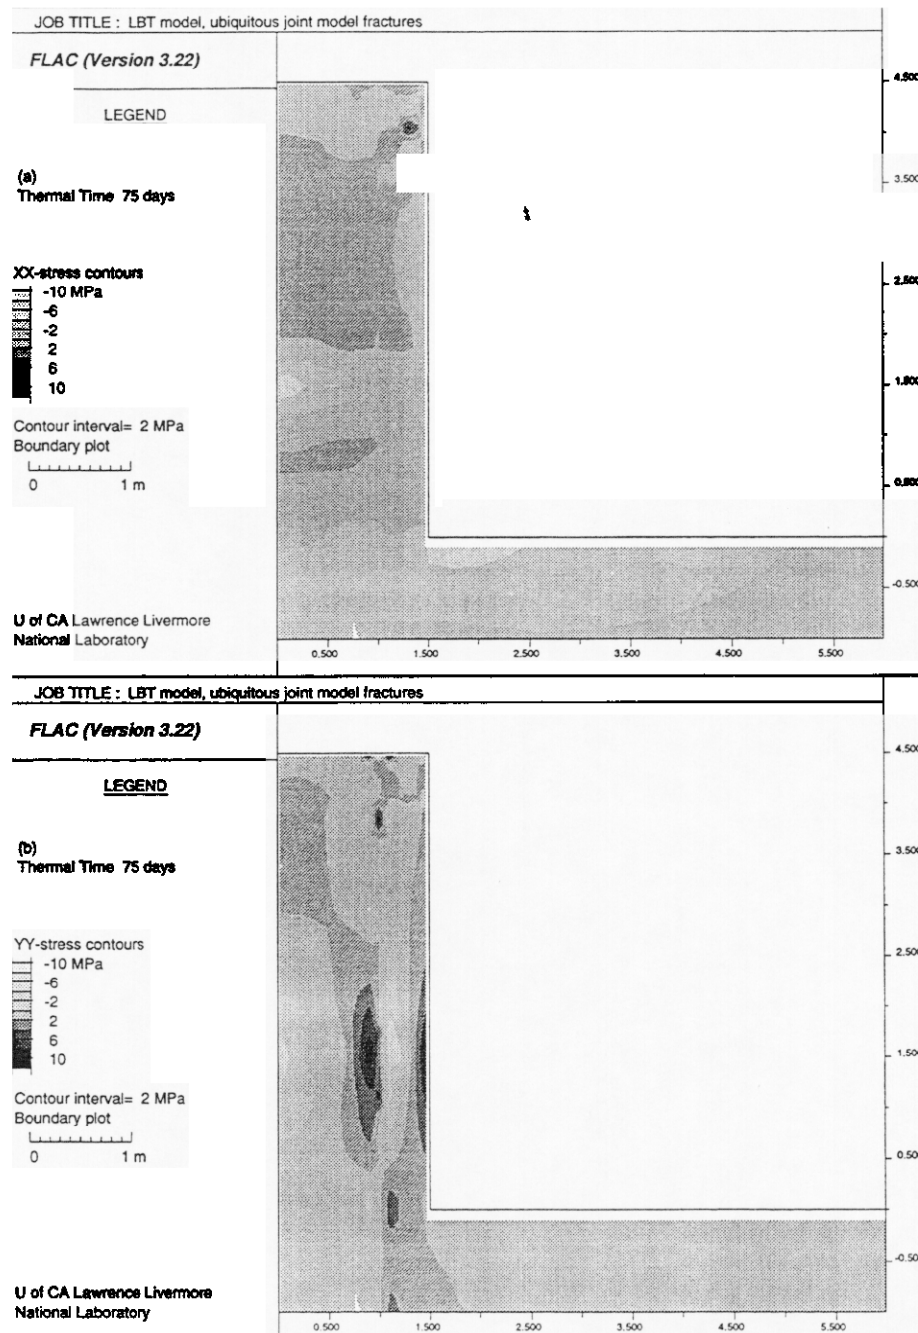 JOB TITLE : LBT model, ubiquitous joint model fractures
FLAC (Version 3.22)
LEGEND
(a)
Thermal Time 75 days
XX-stress contours
-10 MPa
-6
-2
2
6
10
Contour interval= 2 MPa
Boundary plot
0 1 m
U of CA Lawrence Livermore
National Laboratory
4.500
3.500
2.500
1.500
0.500
-0.500
0.500 1.500 2.500 3.500 4.500 5.500
JOB TITLE : LBT model, ubiquitous joint model fractures
FLAC (Version 3.22)
LEGEND
(b)
Thermal Time 75 days
YY-stress contours
-10 MPa
-6
-2
2
6
10
Contour interval= 2 MPa
Boundary plot
0 1 m
U of CA Lawrence Livermore
National Laboratory
4.500
3.500
2.500
1.500
0.500
-0.500
0.500 1.500 2.500 3.500 4.500 5.500